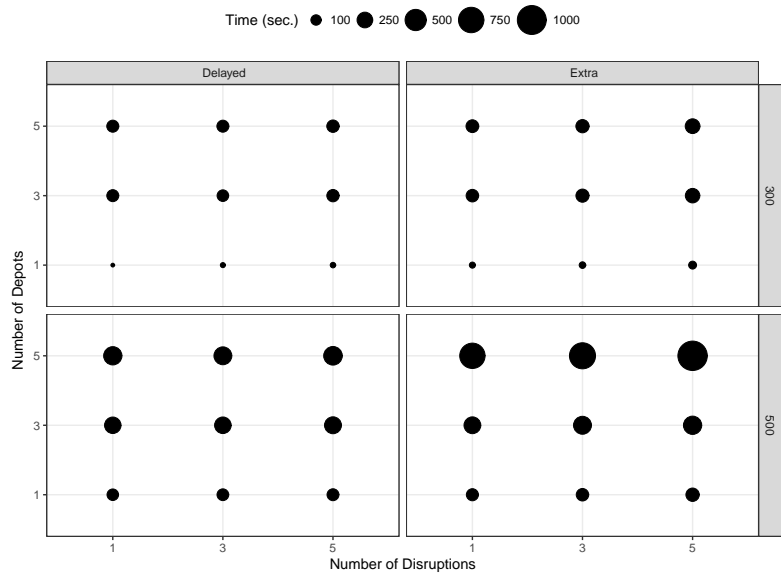 Time (sec.) 100 250 500 750 1000
Delayed Extra
5
3
1
300
Number of Depots
5
3
1
500
1 3 5 1 3 5
Number of Disruptions